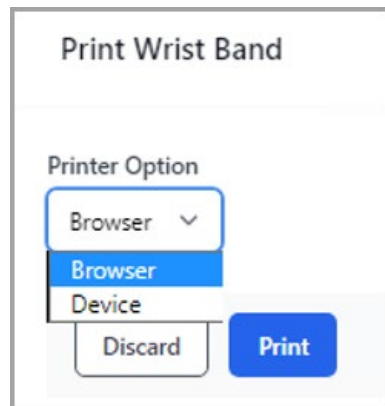 Print Wrist Band
Printer Option
Browser
Browser
Device
Discard Print